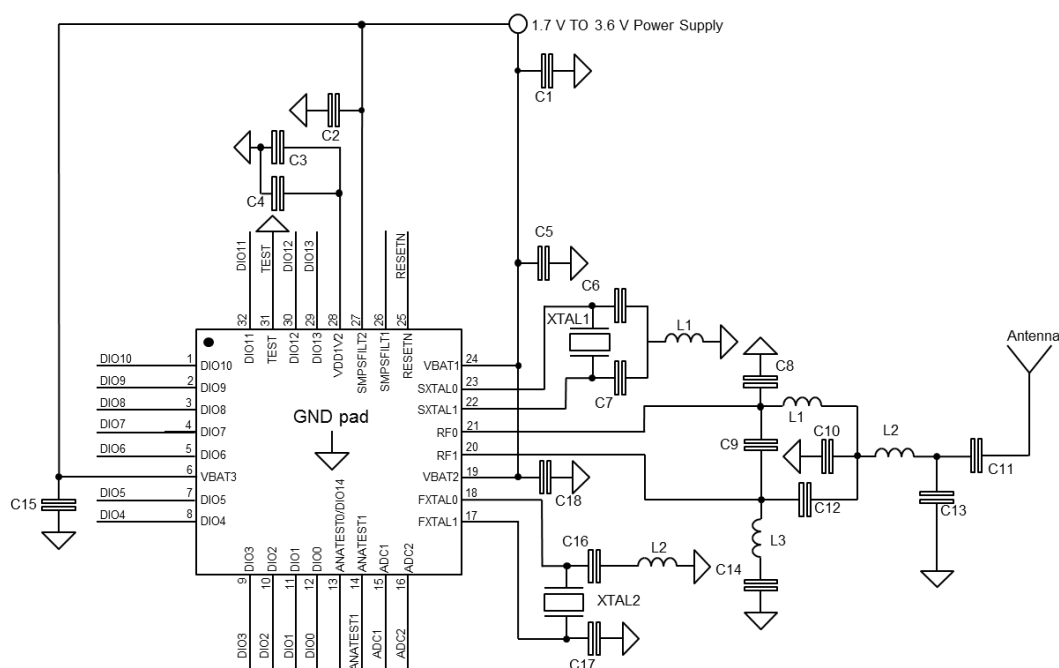 1.7 V TO 3.6 V Power Supply
C1
C2
C3
C4
DIO11
TEST
DIO12
DIO13
RESETN
C5
C6
XTAL1
L1
C7
32
31
30
29
28
27
26
25
DIO11
TEST
DIO12
DIO13
VDD1V2
SMPSFILT2
SMPSFILT1
RESETN
Antenna
C8
L1
C9
C10
L2
C11
C12
C13
L3
C14
DIO10
1
DIO10
DIO9
2
DIO9
DIO8
3
DIO8
DIO7
4
DIO7
DIO6
5
DIO6
6
VBAT3
DIO5
7
DIO5
DIO4
8
DIO4
C15
GND pad
VBAT1
24
SXTAL0
23
SXTAL1
22
RF0
21
RF1
20
VBAT2
19
FXTAL0
18
FXTAL1
17
C18
C16
L2
XTAL2
C17
DIO3
DIO2
DIO1
DIO0
ANATEST0/DIO14
ANATEST1
ADC1
ADC2
9
10
11
12
13
14
15
16
DIO3
DIO2
DIO1
DIO0
ANATEST1
ADC1
ADC2